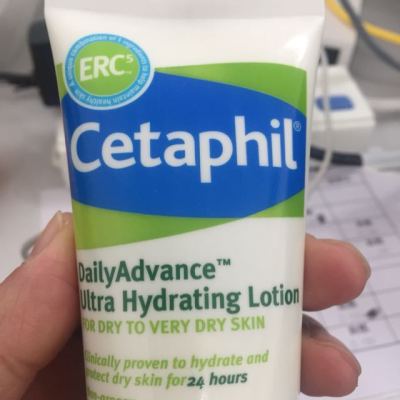 ERC5™
Cetaphil®
DailyAdvance™
Ultra Hydrating Lotion
FOR DRY TO VERY DRY SKIN
Clinically proven to hydrate and
protect dry skin for 24 hours